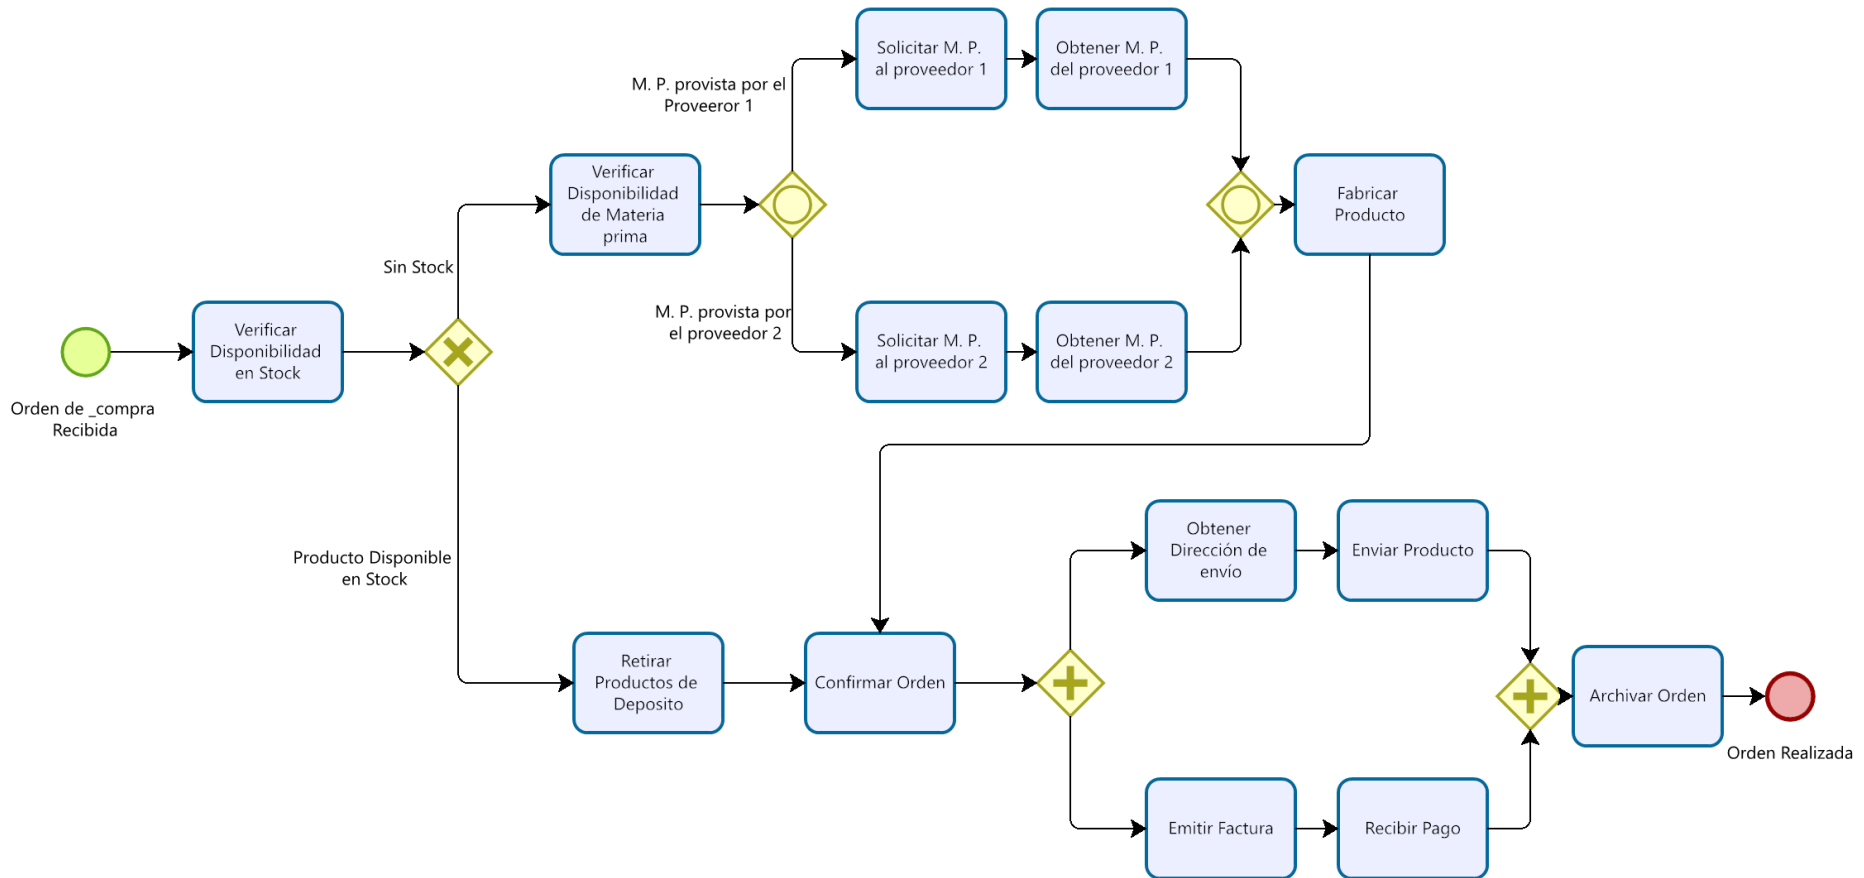 Solicitar M. P.
al proveedor 1
Obtener M. P.
del proveedor 1
M. P. provista por el
Proveeror 1
Verificar
Disponibilidad
de Materia
prima
Fabricar
Producto
Sin Stock
M. P. provista por
el proveedor 2
Solicitar M. P.
al proveedor 2
Obtener M. P.
del proveedor 2
Verificar
Disponibilidad
en Stock
Orden de _compra
Recibida
Producto Disponible
en Stock
Obtener
Dirección de
envío
Enviar Producto
Retirar
Productos de
Deposito
Confirmar Orden
Archivar Orden
Orden Realizada
Emitir Factura
Recibir Pago